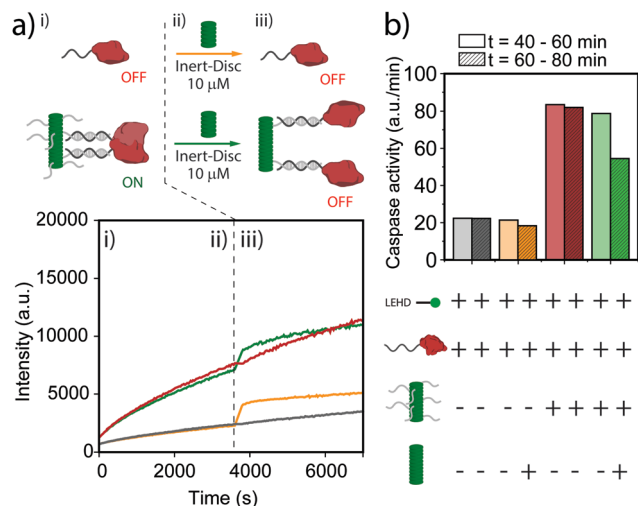 a)
i)
ii)
iii)
OFF
Inert-Disc
10 µM
OFF
ON
Inert-Disc
10 µM
OFF
20000
15000
10000
5000
0
Intensity (a.u.)
i)
ii)
iii)
0
2000
4000
6000
Time (s)
b)
t = 40 - 60 min
t = 60 - 80 min
100
80
60
40
20
0
Caspase activity (a.u./min)
LEHD + + + + + + + +
+ + + + + + + +
- - - - + + + +
- - - + - - - +